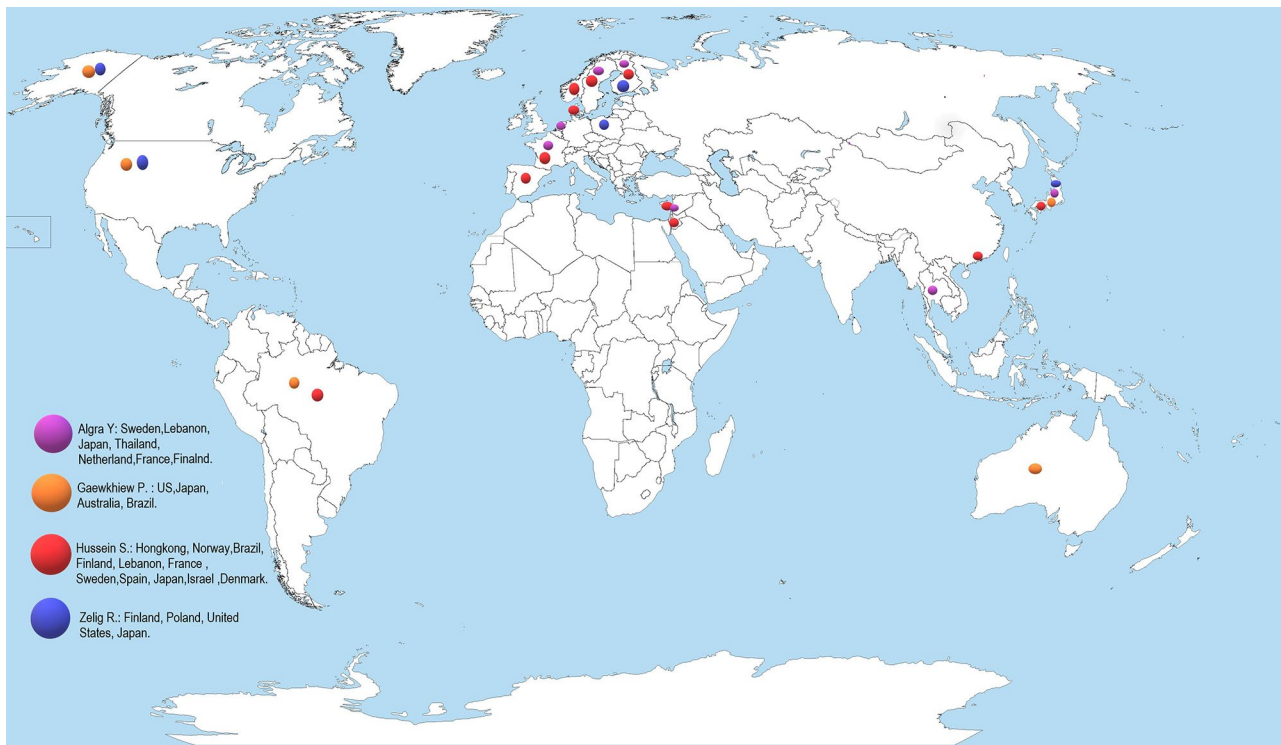 Algra Y: Sweden,Lebanon,
Japan, Thailand,
Netherland,France,Finalnd.
Gaewkhiew P. : US,Japan,
Australia, Brazil.
Hussein S.: Hongkong, Norway,Brazil,
Finland, Lebanon, France ,
Sweden,Spain, Japan,Israel ,Denmark.
Zelig R.: Finland, Poland, United
States, Japan.